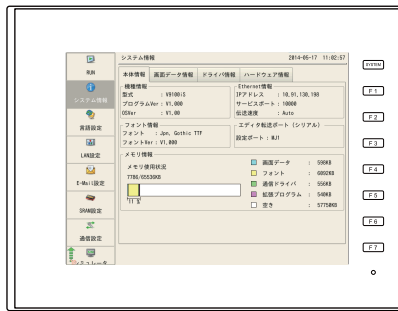 システム情報 2014-05-17 11:02:57
SYSTEM
RUN
本体情報 画面データ情報 ドライバ情報 ハードウェア情報
機種情報
型式 : V9100iS
プログラムVer : V1.000
OSVer : V1.00
Ethernet情報
IPアドレス : 10.91.130.198
サービスポート : 10000
伝送速度 : Auto
F1
システム情報
F2
言語設定
フォント情報
フォント : Jpn. Gothic TTF
フォントVer : V1.000
エディタ転送ポート (シリアル)
設定ポート : MJ1
F3
LAN設定
メモリ情報
メモリ使用状況
7786/65536KB
11 %
画面データ : 598KB
フォント : 6092KB
通信ドライバ : 556KB
拡張プログラム : 540KB
空き : 57750KB
F4
E-Mail設定
F5
SRAM設定
F6
通信設定
F7
シミュレータ